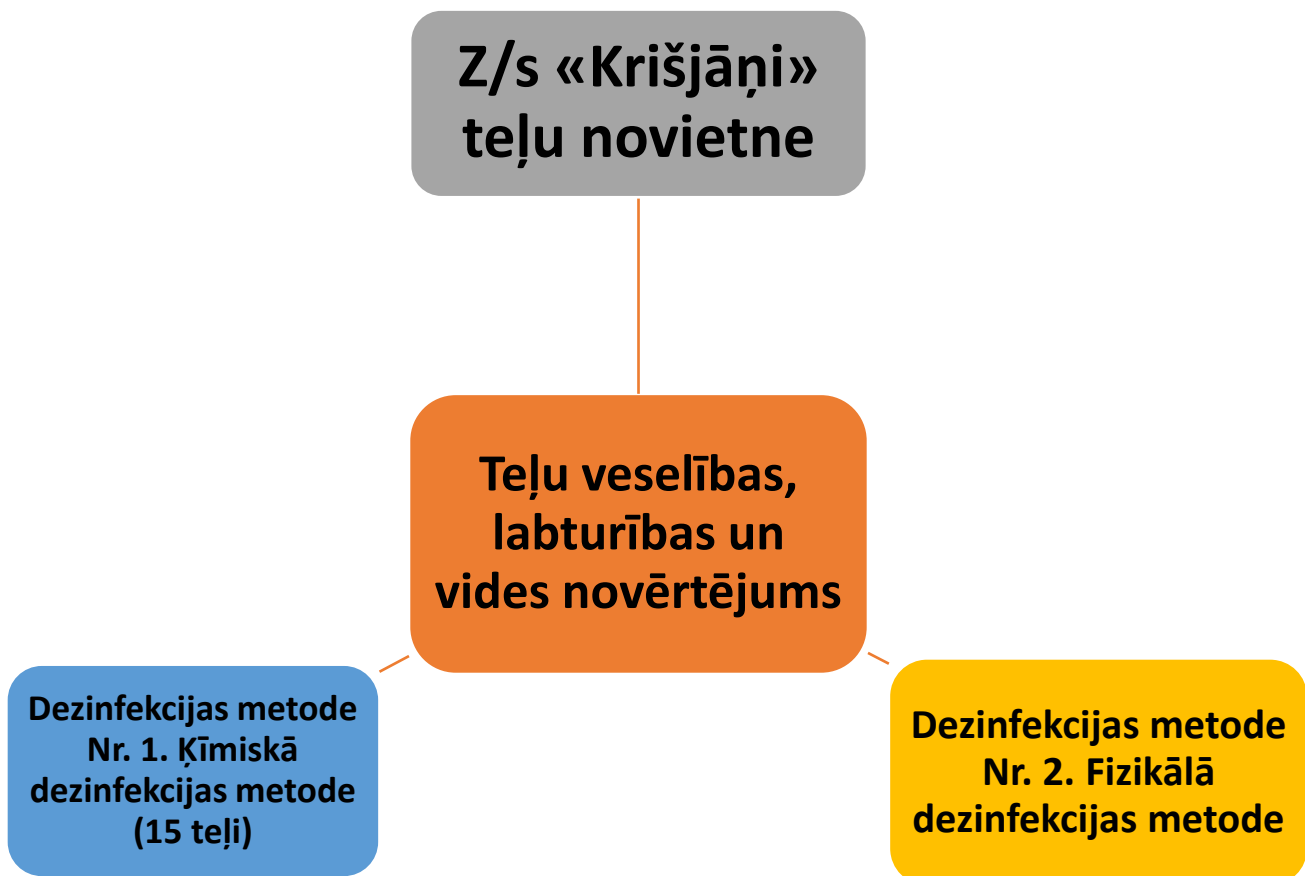 Z/s «Krišjāņi»
teļu novietne
Teļu veselības,
labturības un
vides novērtējums
Dezinfekcijas metode
Nr. 1. Ķīmiskā
dezinfekcijas metode
(15 teļi)
Dezinfekcijas metode
Nr. 2. Fizikālā
dezinfekcijas metode